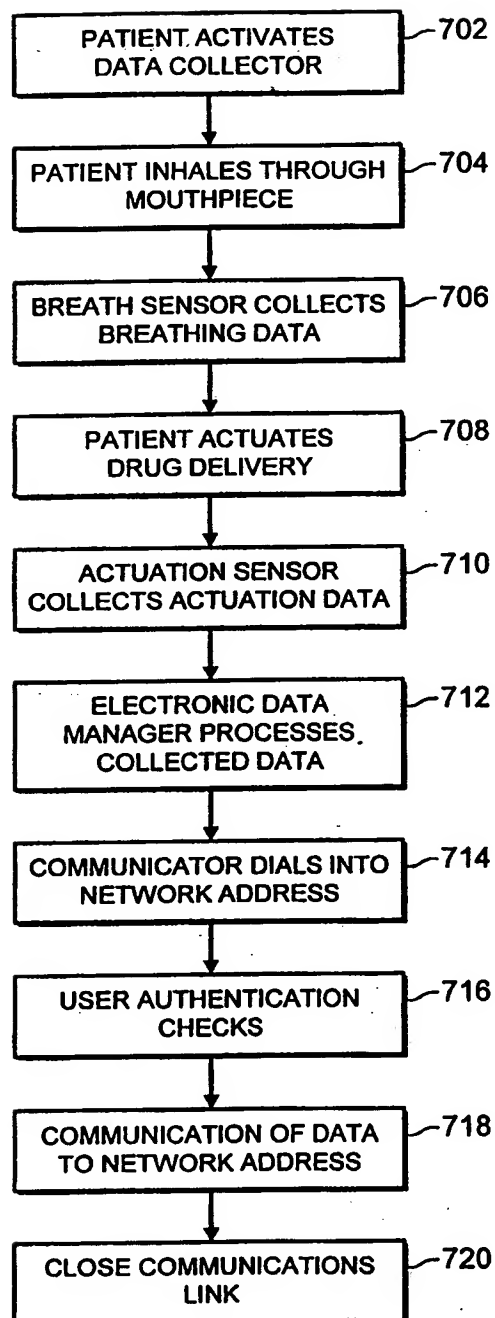 PATIENT ACTIVATES
DATA COLLECTOR
702
PATIENT INHALES THROUGH
MOUTHPIECE
704
BREATH SENSOR COLLECTS
BREATHING DATA
706
PATIENT ACTUATES
DRUG DELIVERY
708
ACTUATION SENSOR
COLLECTS ACTUATION DATA
710
ELECTRONIC DATA
MANAGER PROCESSES
COLLECTED DATA
712
COMMUNICATOR DIALS INTO
NETWORK ADDRESS
714
USER AUTHENTICATION
CHECKS
716
COMMUNICATION OF DATA
TO NETWORK ADDRESS
718
CLOSE COMMUNICATIONS
LINK
720